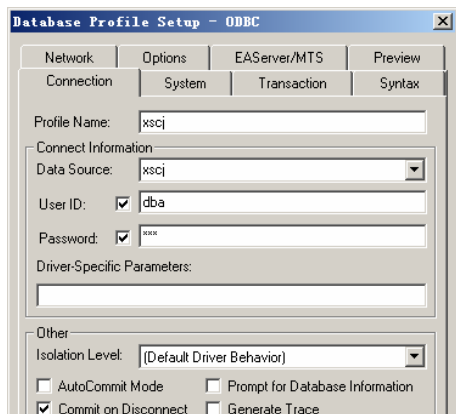 Database Profile Setup - ODBC
Network Options EAServer/MTS Preview
Connection System Transaction Syntax
Profile Name: xscj
Connect Information
Data Source: xscj
User ID: dba
Password: ***
Driver-Specific Parameters:
Other
Isolation Level: (Default Driver Behavior)
AutoCommit Mode Prompt for Database Information
Commit on Disconnect Generate Trace